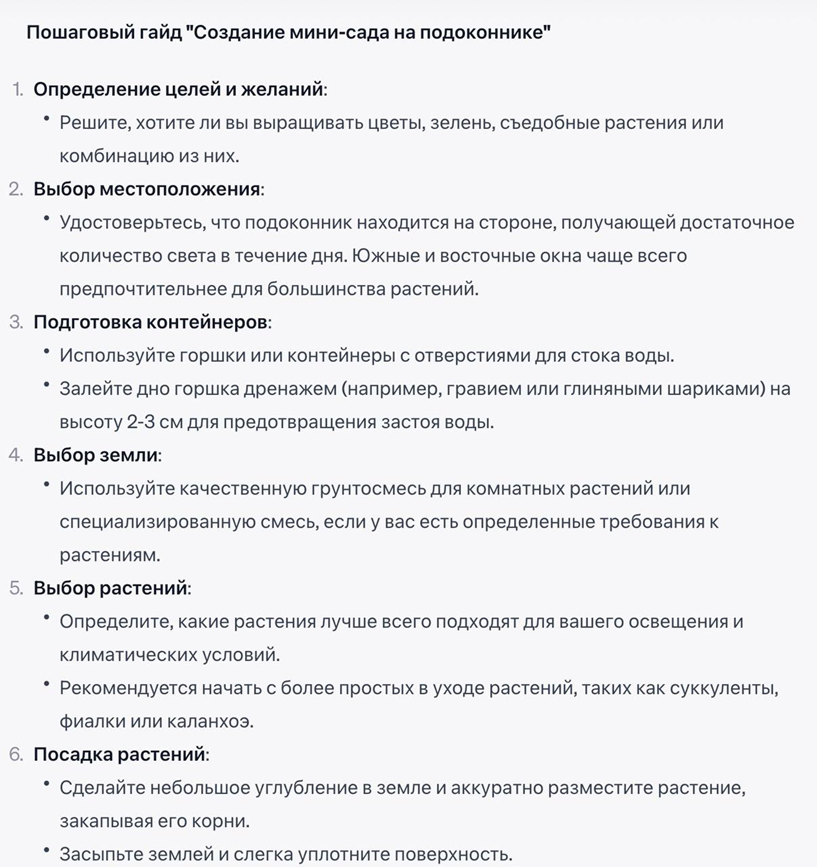 Пошаговый гайд "Создание мини-сада на подоконнике"
1. Определение целей и желаний:
• Решите, хотите ли вы выращивать цветы, зелень, съедобные растения или
комбинацию из них.
2. Выбор местоположения:
• Удостоверьтесь, что подоконник находится на стороне, получающей достаточное
количество света в течение дня. Южные и восточные окна чаще всего
предпочтительнее для большинства растений.
3. Подготовка контейнеров:
• Используйте горшки или контейнеры с отверстиями для стока воды.
• Залейте дно горшка дренажем (например, гравием или глиняными шариками) на
высоту 2-3 см для предотвращения застоя воды.
4. Выбор земли:
• Используйте качественную грунтосмесь для комнатных растений или
специализированную смесь, если у вас есть определенные требования к
растениям.
5. Выбор растений:
• Определите, какие растения лучше всего подходят для вашего освещения и
климатических условий.
• Рекомендуется начать с более простых в уходе растений, таких как суккуленты,
фиалки или каланхоэ.
6. Посадка растений:
• Сделайте небольшое углубление в земле и аккуратно разместите растение,
закапывая его корни.
• Засыпьте землей и слегка уплотните поверхность.